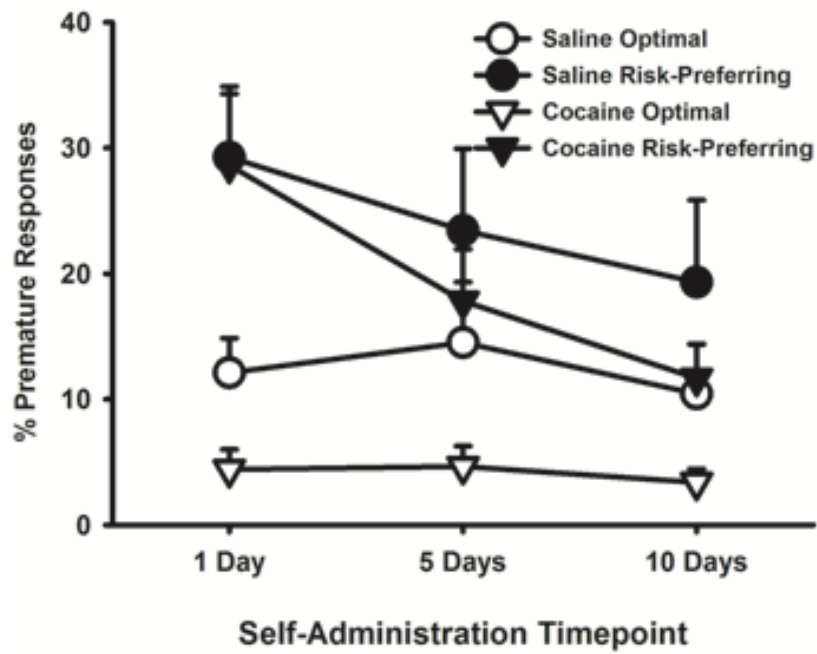 40
Saline Optimal
Saline Risk-Preferring
Cocaine Optimal
Cocaine Risk-Preferring
30
20
10
0
% Premature Responses
1 Day
5 Days
10 Days
Self-Administration Timepoint